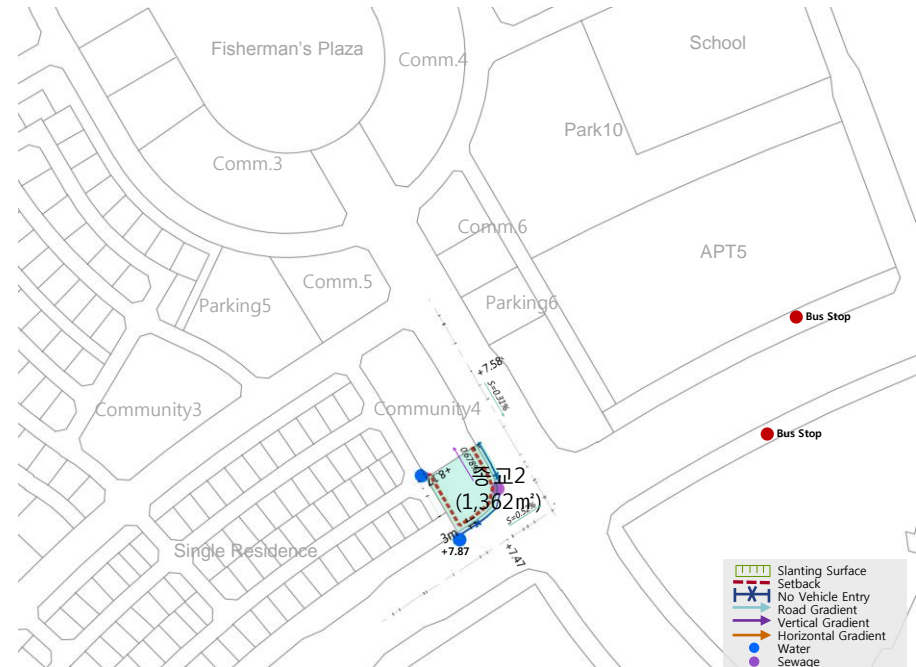 School
Fisherman's Plaza
Comm.4
Park10
Comm.3
Comm.6
APT5
Comm.5
Parking5
Parking6
Bus Stop
+7.58
S=0.31%
Community3
Community4
Bus Stop
종교2
(1,362㎡)
3m
+7.87
+7.47
Single Residence
Slanting Surface
Setback
No Vehicle Entry
Road Gradient
Vertical Gradient
Horizontal Gradient
Water
Sewage